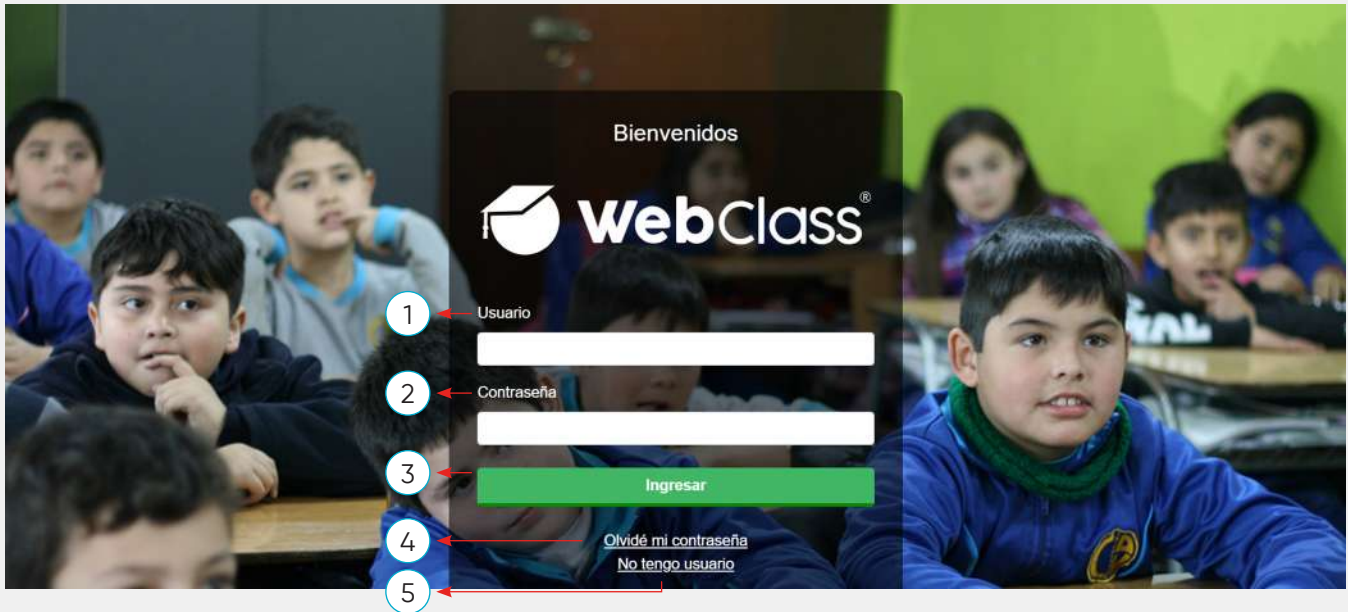 Bienvenidos
WebClass®
1 Usuario
2 Contraseña
3 Ingresar
4 Olvidé mi contraseña
No tengo usuario
5